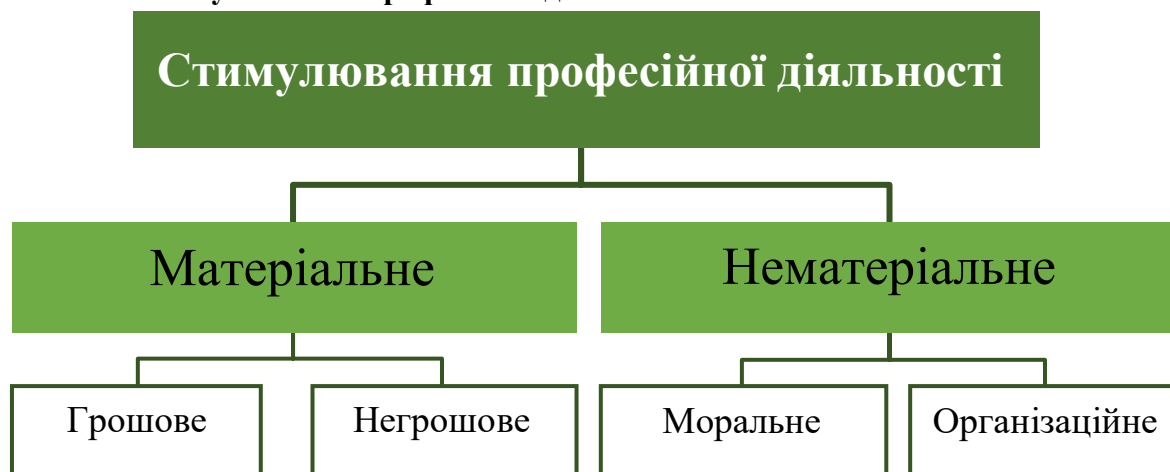 Стимулювання професійної діяльності
Матеріальне
Нематеріальне
Грошове
Негрошове
Моральне
Організаційне